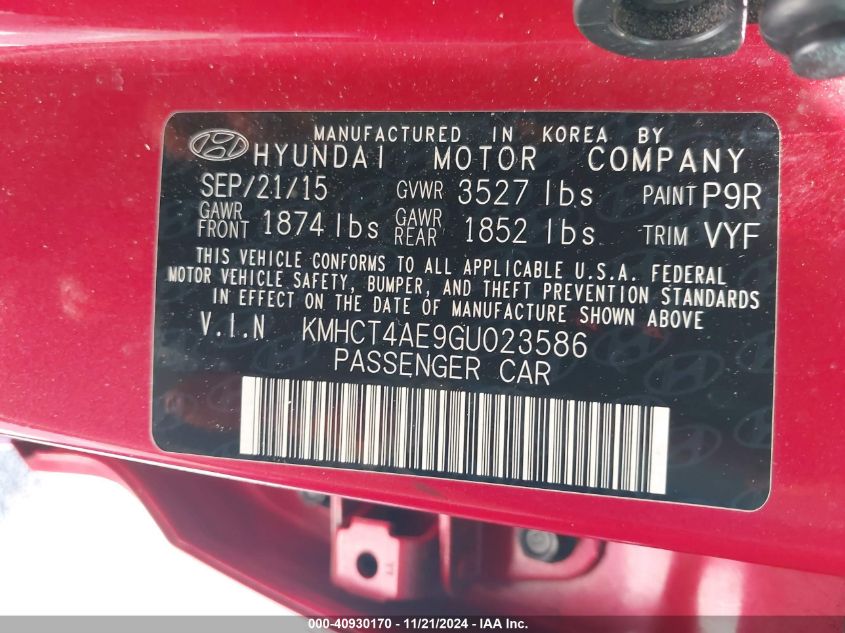 MANUFACTURED IN KOREA BY
HYUNDAI MOTOR COMPANY
SEP/21/15 GVWR 3527 lbs PAINT P9R
GAWR FRONT 1874 lbs GAWR REAR 1852 lbs TRIM VYF
THIS VEHICLE CONFORMS TO ALL APPLICABLE U.S.A. FEDERAL
MOTOR VEHICLE SAFETY, BUMPER, AND THEFT PREVENTION STANDARDS
IN EFFECT ON THE DATE OF MANUFACTURE SHOWN ABOVE
V.I.N KMHCT4AE9GU023586
PASSENGER CAR
000-40930170 - 11/21/2024 - IAA Inc.